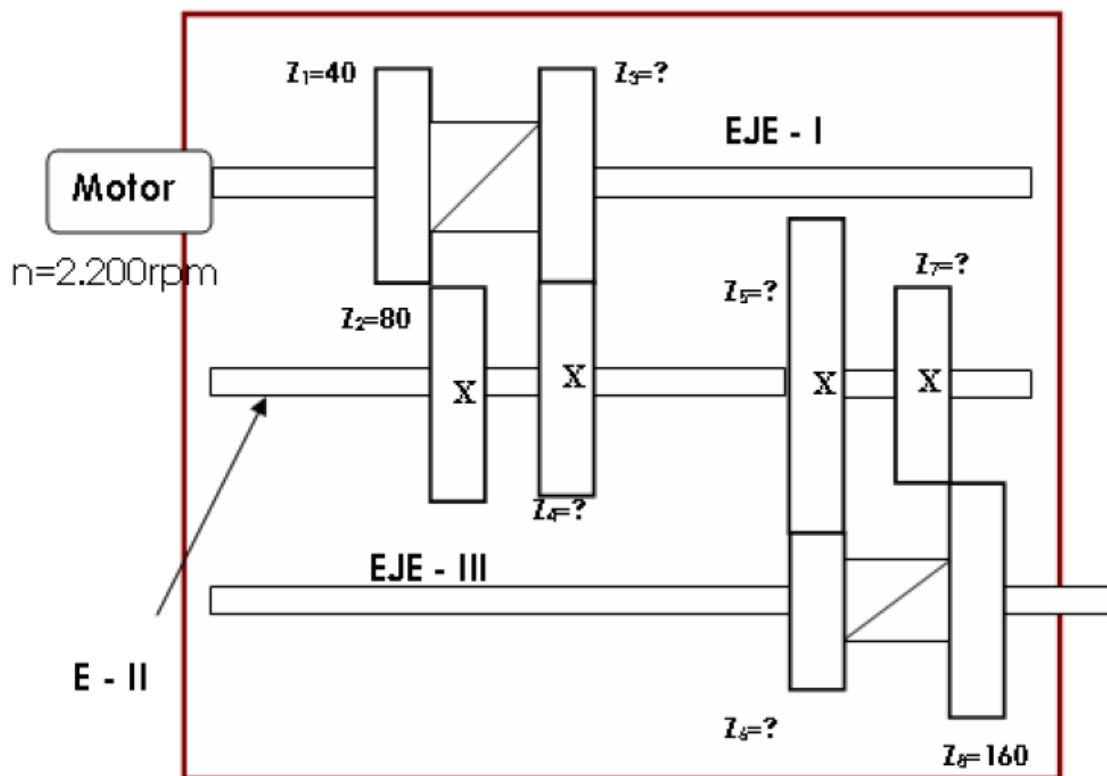 Z₁=40
Z₃=?
EJE - I
Motor
n=2.200rpm
Z₇=?
Z₅=?
Z₂=80
X
X
X
X
Z₄=?
EJE - III
E - II
Z₆=?
Z₈=160